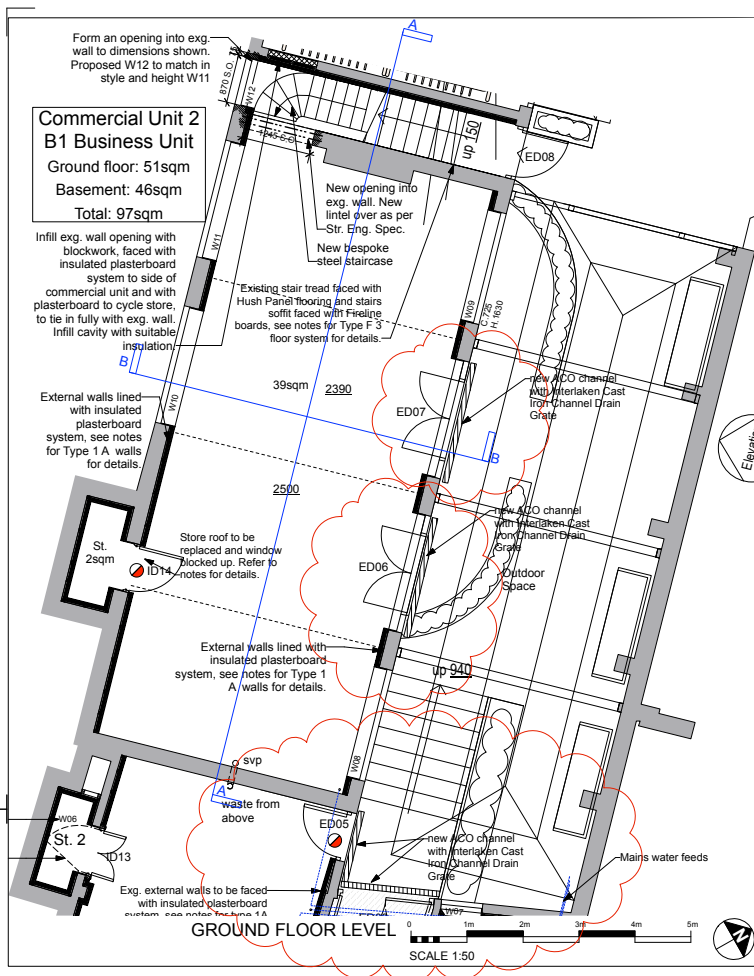 Form an opening into exg.
wall to dimensions shown.
Proposed W12 to match in
style and height W11
A
75
870 S.O.
W12
1245 S.O.
up 150
ED08
Commercial Unit 2
B1 Business Unit
Ground floor: 51sqm
Basement: 46sqm
Total: 97sqm
New opening into
exg. wall. New
lintel over as per
Str. Eng. Spec.
New bespoke
steel staircase
Infill exg. wall opening with
blockwork, faced with
insulated plasterboard
system to side of
commercial unit and with
plasterboard to cycle store,
to tie in fully with exg. wall.
Infill cavity with suitable
insulation.
W11
Existing stair tread faced with
Hush Panel flooring and stairs
soffit faced with Fireline
boards, see notes for Type F 3
floor system for details.
W09
C.725
H.1630
B
39sqm
2390
ED07
new ACO channel
with Interlaken Cast
Iron Channel Drain
Grate
External walls lined
with insulated
plasterboard
system, see notes
for Type 1 A walls
for details.
W10
B
Elevatio
2500
new ACO channel
with Interlaken Cast
Iron Channel Drain
Grate
St.
2sqm
ID14
Store roof to be
replaced and window
blocked up. Refer to
notes for details.
ED06
Outdoor
Space
External walls lined with
insulated plasterboard
system, see notes for Type 1
A walls for details.
up 940
W08
svp
A
waste from
above
W06
St. 2
ID13
ED05
new ACO channel
with Interlaken Cast
Iron Channel Drain
Grate
Mains water feeds
Exg. external walls to be faced
with insulated plasterboard
system, see notes for type 1A
W07
GROUND FLOOR LEVEL
0 1m 2m 3m 4m 5m
SCALE 1:50
N